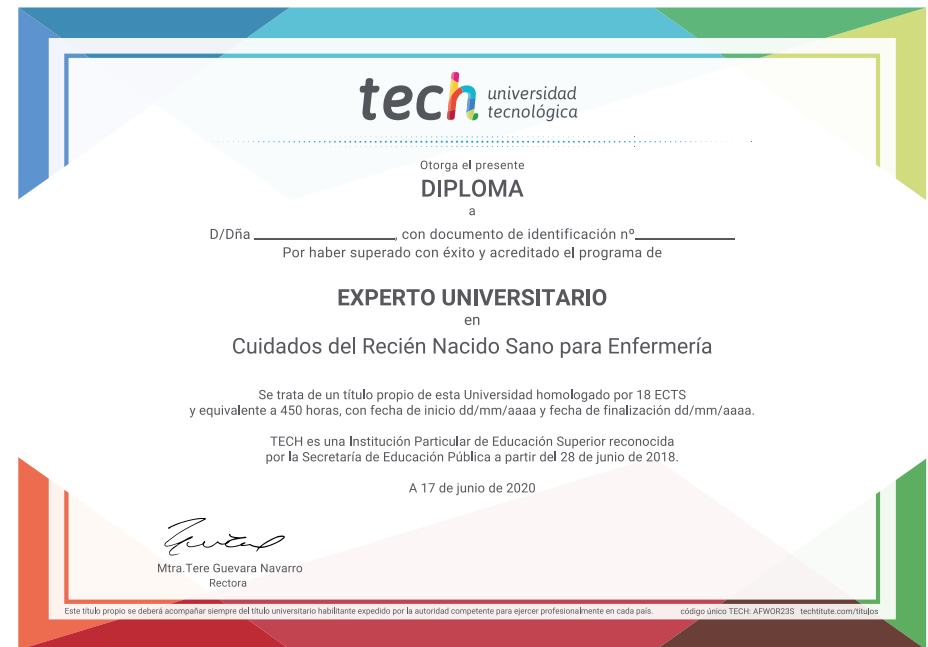 tech universidad
tecnológica
Otorga el presente
DIPLOMA
a
D/Dña ____________________, con documento de identificación nº______________
Por haber superado con éxito y acreditado el programa de
EXPERTO UNIVERSITARIO
en
Cuidados del Recién Nacido Sano para Enfermería
Se trata de un título propio de esta Universidad homologado por 18 ECTS
y equivalente a 450 horas, con fecha de inicio dd/mm/aaaa y fecha de finalización dd/mm/aaaa.
TECH es una Institución Particular de Educación Superior reconocida
por la Secretaría de Educación Pública a partir del 28 de junio de 2018.
A 17 de junio de 2020
Mtra.Tere Guevara Navarro
Rectora
Este título propio se deberá acompañar siempre del título universitario habilitante expedido por la autoridad competente para ejercer profesionalmente en cada país. código único TECH: AFWOR23S techtitute.com/titulos